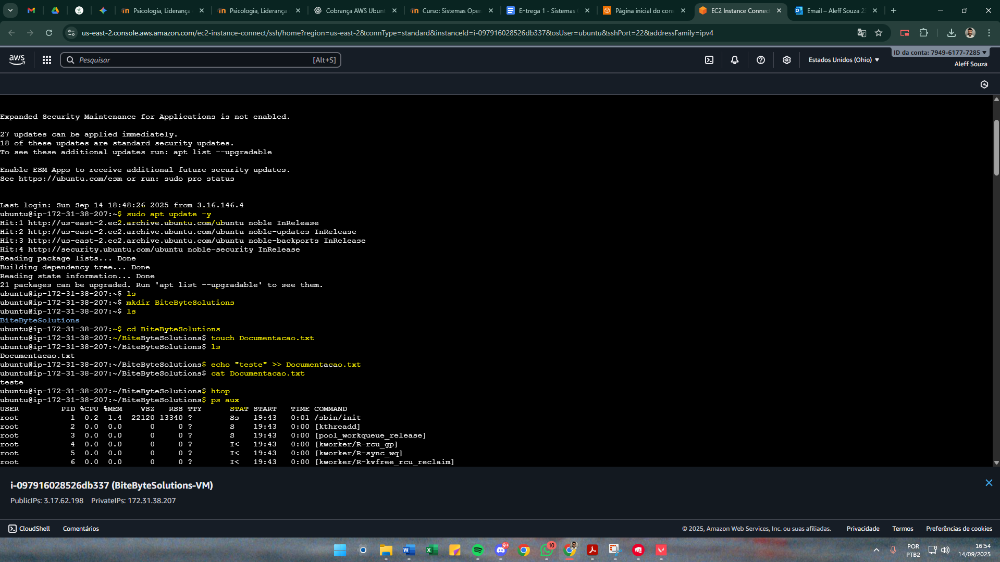 Psicologia, Liderança
Psicologia, Liderança
Cobrança AWS Ubun
Curso: Sistemas Oper
Entrega 1 - Sistemas
Página inicial do cons
EC2 Instance Connec
Email – Aleff Souza 2
us-east-2.console.aws.amazon.com/ec2-instance-connect/ssh/home?region=us-east-2&connType=standard&instanceId=i-097916028526db337&osUser=ubuntu&sshPort=22&addressFamily=ipv4
aws
Pesquisar
[Alt+S]
Estados Unidos (Ohio)
ID da conta: 7949-6177-7285
Aleff Souza
Expanded Security Maintenance for Applications is not enabled.
27 updates can be applied immediately.
18 of these updates are standard security updates.
To see these additional updates run: apt list --upgradable
Enable ESM Apps to receive additional future security updates.
See https://ubuntu.com/esm or run: sudo pro status
Last login: Sun Sep 14 18:48:26 2025 from 3.16.146.4
ubuntu@ip-172-31-38-207:~$ sudo apt update -y
Hit:1 http://us-east-2.ec2.archive.ubuntu.com/ubuntu noble InRelease
Hit:2 http://us-east-2.ec2.archive.ubuntu.com/ubuntu noble-updates InRelease
Hit:3 http://us-east-2.ec2.archive.ubuntu.com/ubuntu noble-backports InRelease
Hit:4 http://security.ubuntu.com/ubuntu noble-security InRelease
Reading package lists... Done
Building dependency tree... Done
Reading state information... Done
21 packages can be upgraded. Run 'apt list --upgradable' to see them.
ubuntu@ip-172-31-38-207:~$ ls
ubuntu@ip-172-31-38-207:~$ mkdir BiteByteSolutions
ubuntu@ip-172-31-38-207:~$ ls
BiteByteSolutions
ubuntu@ip-172-31-38-207:~$ cd BiteByteSolutions
ubuntu@ip-172-31-38-207:~/BiteByteSolutions$ touch Documentacao.txt
ubuntu@ip-172-31-38-207:~/BiteByteSolutions$ ls
Documentacao.txt
ubuntu@ip-172-31-38-207:~/BiteByteSolutions$ echo "teste" >> Documentacao.txt
ubuntu@ip-172-31-38-207:~/BiteByteSolutions$ cat Documentacao.txt
teste
ubuntu@ip-172-31-38-207:~/BiteByteSolutions$ htop
ubuntu@ip-172-31-38-207:~/BiteByteSolutions$ ps aux
USER PID %CPU %MEM VSZ RSS TTY STAT START TIME COMMAND
root 1 0.2 1.4 22120 13340 ? Ss 19:43 0:01 /sbin/init
root 2 0.0 0.0 0 0 ? S 19:43 0:00 [kthreadd]
root 3 0.0 0.0 0 0 ? S 19:43 0:00 [pool_workqueue_release]
root 4 0.0 0.0 0 0 ? I< 19:43 0:00 [kworker/R-rcu_gp]
root 5 0.0 0.0 0 0 ? I< 19:43 0:00 [kworker/R-sync_wq]
root 6 0.0 0.0 0 0 ? I< 19:43 0:00 [kworker/R-kvfree_rcu_reclaim]
i-097916028526db337 (BiteByteSolutions-VM)
PublicIPs: 3.17.62.198 PrivateIPs: 172.31.38.207
CloudShell
Comentários
© 2025, Amazon Web Services, Inc. ou suas afiliadas.
Privacidade
Termos
Preferências de cookies
9+
10
POR
PTB2
16:54
14/09/2025